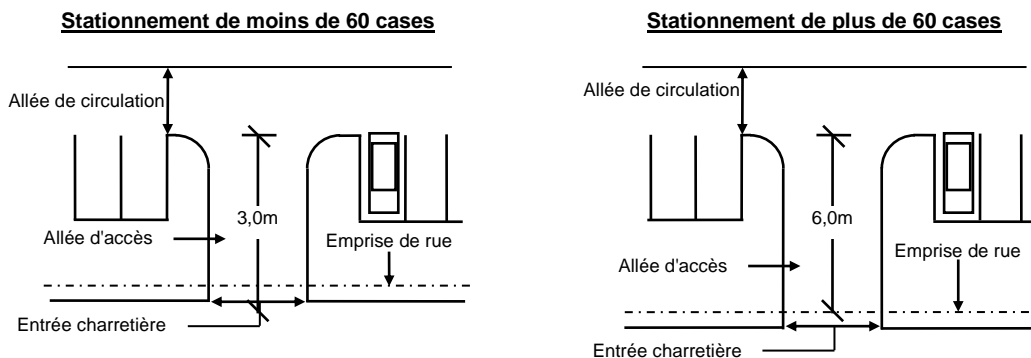 Stationnement de moins de 60 cases
Allée de circulation
3,0m
Allée d'accès
Emprise de rue
Entrée charretière
Stationnement de plus de 60 cases
Allée de circulation
6,0m
Allée d'accès
Emprise de rue
Entrée charretière